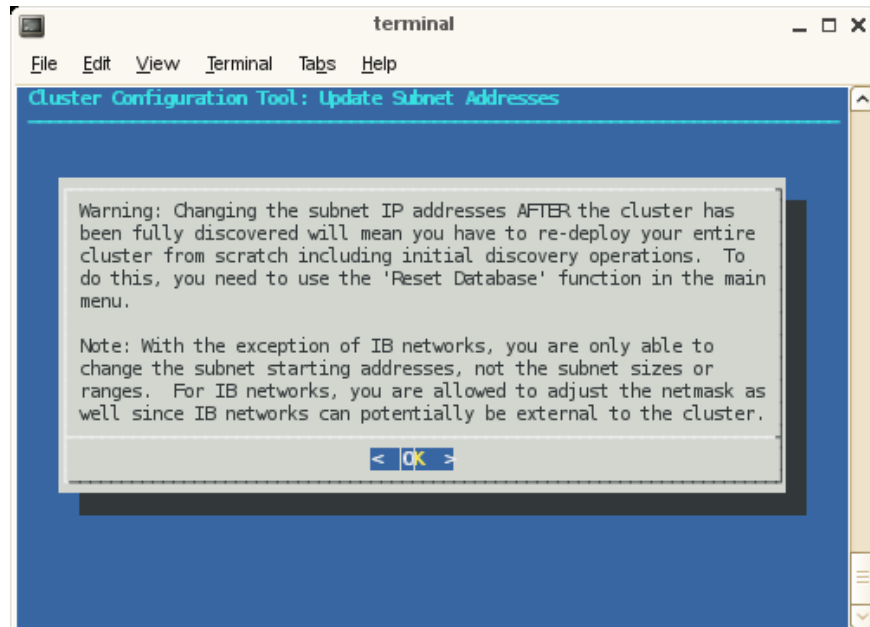 terminal
File Edit View Terminal Tabs Help
Cluster Configuration Tool: Update Subnet Addresses
Warning: Changing the subnet IP addresses AFTER the cluster has
been fully discovered will mean you have to re-deploy your entire
cluster from scratch including initial discovery operations.  To
do this, you need to use the 'Reset Database' function in the main
menu.
Note: With the exception of IB networks, you are only able to
change the subnet starting addresses, not the subnet sizes or
ranges.  For IB networks, you are allowed to adjust the netmask as
well since IB networks can potentially be external to the cluster.
< OK >